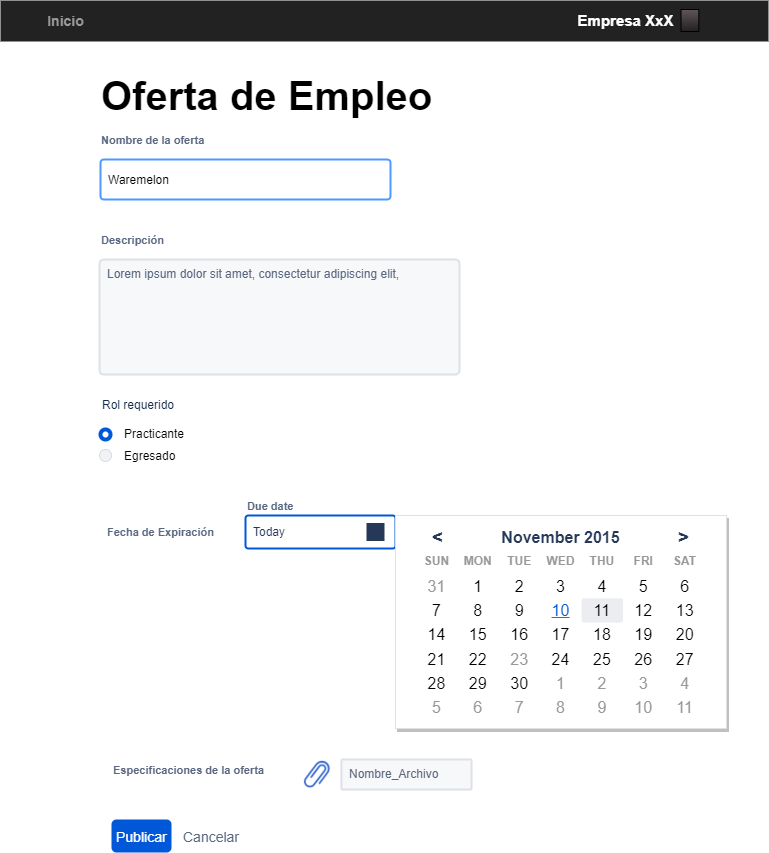 Inicio Empresa XxX
Oferta de Empleo
Nombre de la oferta
Waremelon
Descripción
Lorem ipsum dolor sit amet, consectetur adipiscing elit,
Rol requerido
Practicante
Egresado
Due date
Fecha de Expiración Today
< November 2015 >
SUN MON TUE WED THU FRI SAT
31 1 2 3 4 5 6
7 8 9 10 11 12 13
14 15 16 17 18 19 20
21 22 23 24 25 26 27
28 29 30 1 2 3 4
5 6 7 8 9 10 11
Especificaciones de la oferta Nombre_Archivo
Publicar Cancelar